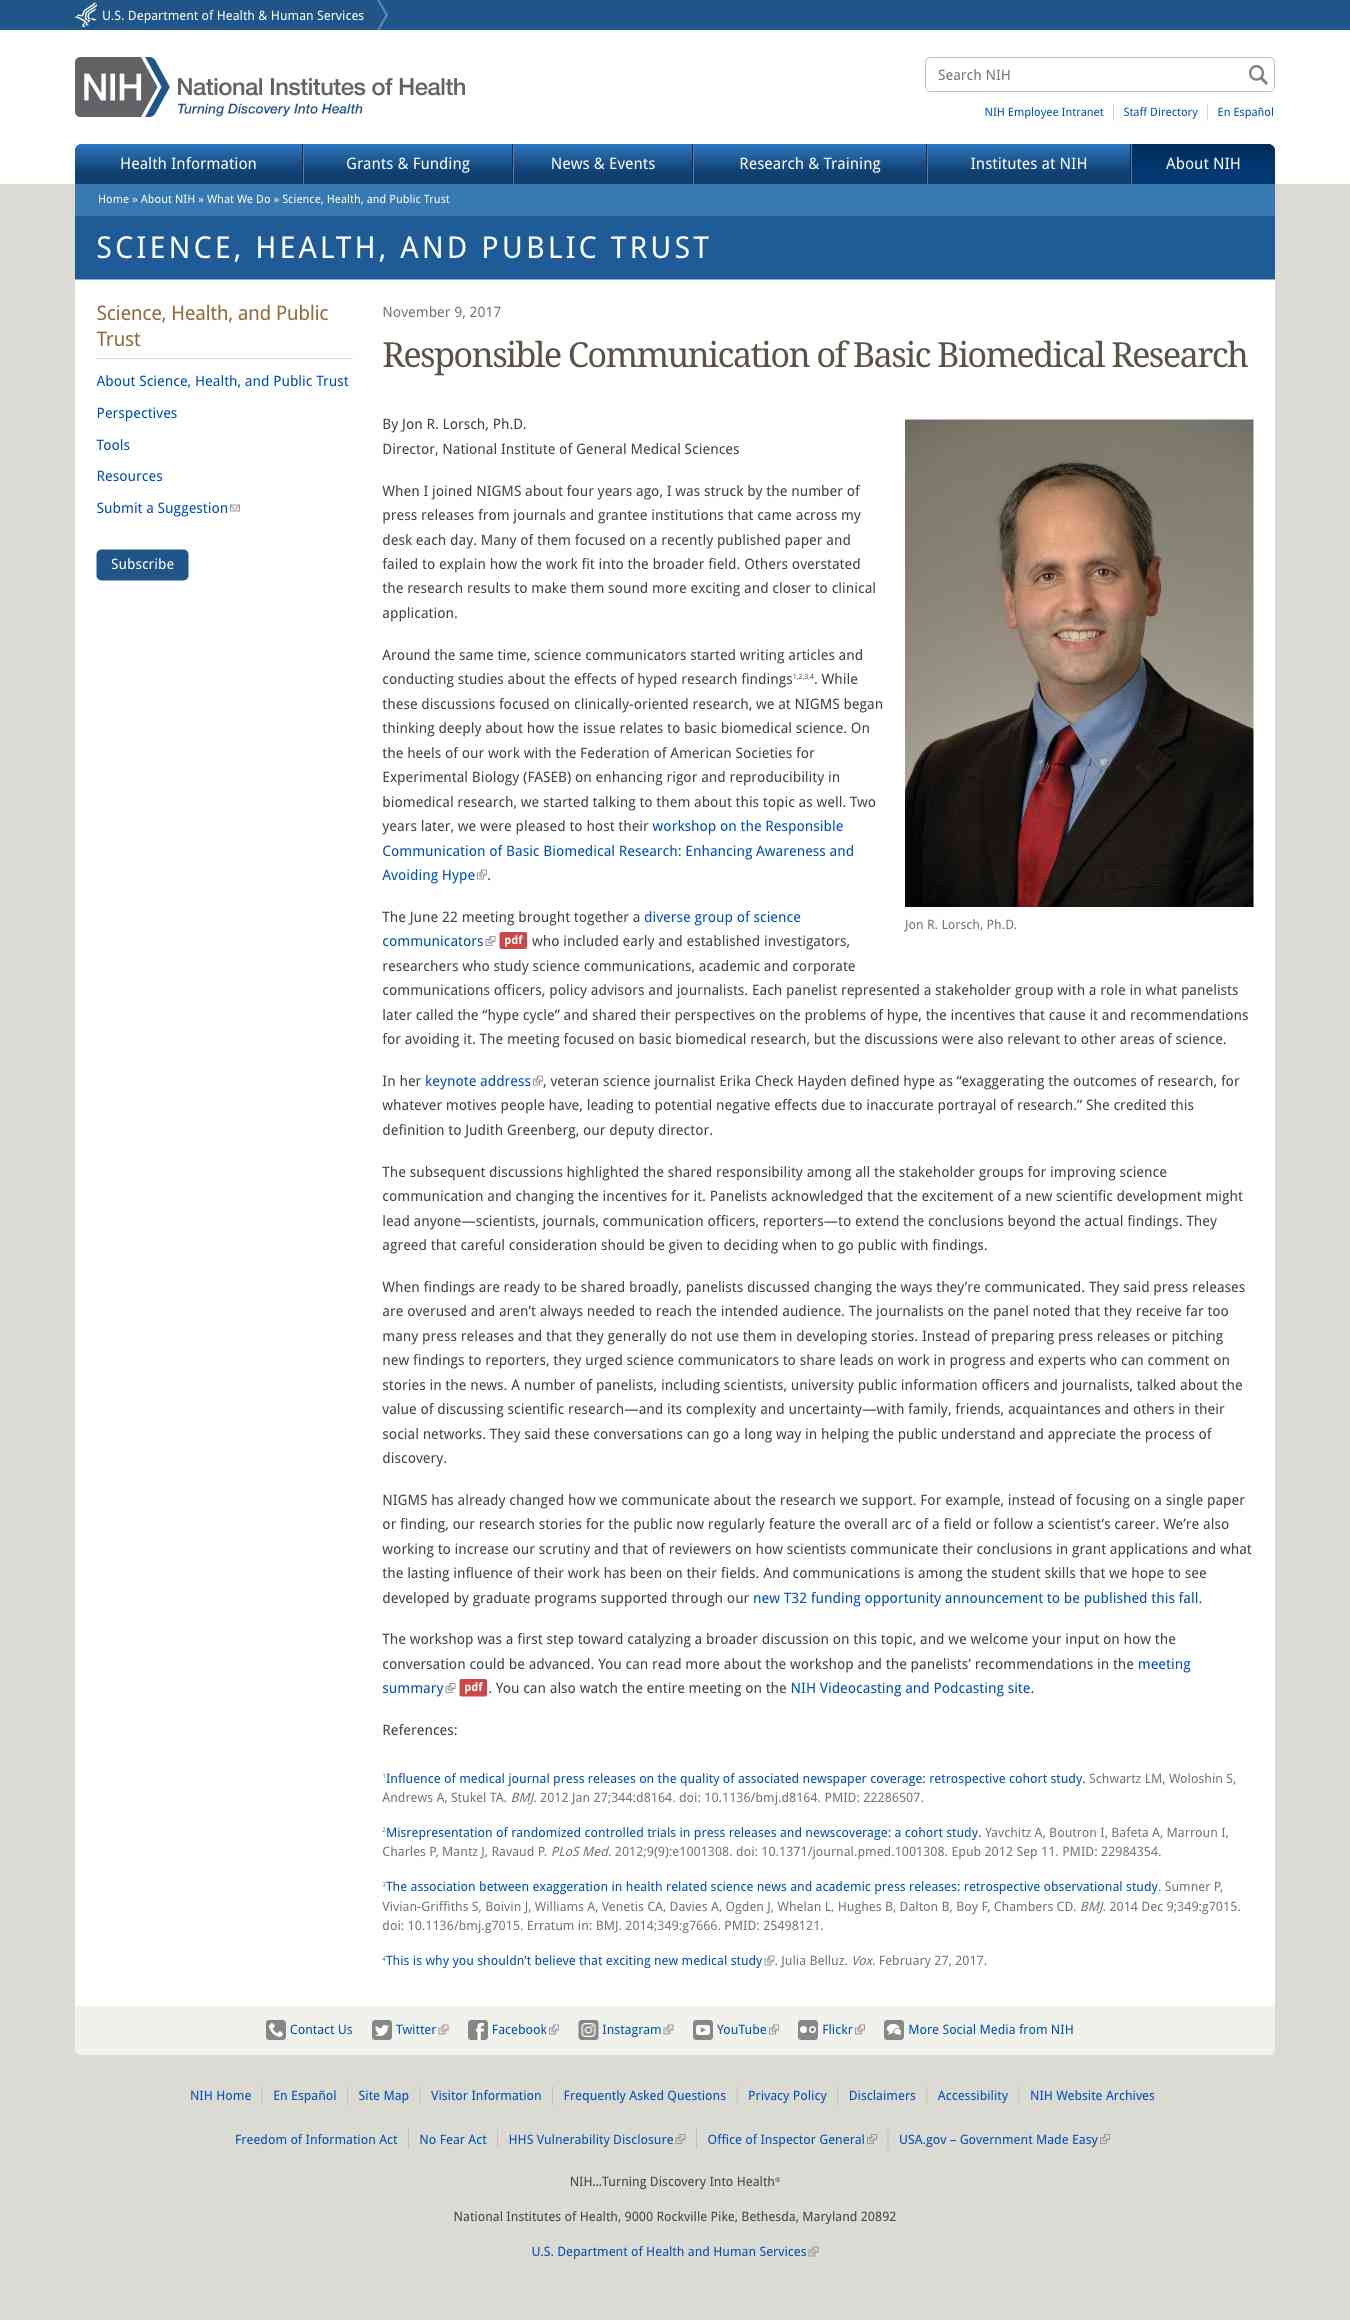 U.S. Department of Health & Human Services
NIH National Institutes of Health
Turning Discovery Into Health
Search NIH
NIH Employee Intranet
Staff Directory
En Español
Health Information
Grants & Funding
News & Events
Research & Training
Institutes at NIH
About NIH
Home » About NIH » What We Do » Science, Health, and Public Trust
SCIENCE, HEALTH, AND PUBLIC TRUST
Science, Health, and Public
Trust
About Science, Health, and Public Trust
Perspectives
Tools
Resources
Submit a Suggestion
Subscribe
November 9, 2017
Responsible Communication of Basic Biomedical Research
By Jon R. Lorsch, Ph.D.
Director, National Institute of General Medical Sciences
When I joined NIGMS about four years ago, I was struck by the number of
press releases from journals and grantee institutions that came across my
desk each day. Many of them focused on a recently published paper and
failed to explain how the work fit into the broader field. Others overstated
the research results to make them sound more exciting and closer to clinical
application.
Around the same time, science communicators started writing articles and
conducting studies about the effects of hyped research findings1,2,3,4. While
these discussions focused on clinically-oriented research, we at NIGMS began
thinking deeply about how the issue relates to basic biomedical science. On
the heels of our work with the Federation of American Societies for
Experimental Biology (FASEB) on enhancing rigor and reproducibility in
biomedical research, we started talking to them about this topic as well. Two
years later, we were pleased to host their workshop on the Responsible
Communication of Basic Biomedical Research: Enhancing Awareness and
Avoiding Hype.
Jon R. Lorsch, Ph.D.
The June 22 meeting brought together a diverse group of science
communicators pdf who included early and established investigators,
researchers who study science communications, academic and corporate
communications officers, policy advisors and journalists. Each panelist represented a stakeholder group with a role in what panelists
later called the “hype cycle” and shared their perspectives on the problems of hype, the incentives that cause it and recommendations
for avoiding it. The meeting focused on basic biomedical research, but the discussions were also relevant to other areas of science.
In her keynote address, veteran science journalist Erika Check Hayden defined hype as “exaggerating the outcomes of research, for
whatever motives people have, leading to potential negative effects due to inaccurate portrayal of research.” She credited this
definition to Judith Greenberg, our deputy director.
The subsequent discussions highlighted the shared responsibility among all the stakeholder groups for improving science
communication and changing the incentives for it. Panelists acknowledged that the excitement of a new scientific development might
lead anyone—scientists, journals, communication officers, reporters—to extend the conclusions beyond the actual findings. They
agreed that careful consideration should be given to deciding when to go public with findings.
When findings are ready to be shared broadly, panelists discussed changing the ways they’re communicated. They said press releases
are overused and aren’t always needed to reach the intended audience. The journalists on the panel noted that they receive far too
many press releases and that they generally do not use them in developing stories. Instead of preparing press releases or pitching
new findings to reporters, they urged science communicators to share leads on work in progress and experts who can comment on
stories in the news. A number of panelists, including scientists, university public information officers and journalists, talked about the
value of discussing scientific research—and its complexity and uncertainty—with family, friends, acquaintances and others in their
social networks. They said these conversations can go a long way in helping the public understand and appreciate the process of
discovery.
NIGMS has already changed how we communicate about the research we support. For example, instead of focusing on a single paper
or finding, our research stories for the public now regularly feature the overall arc of a field or follow a scientist’s career. We’re also
working to increase our scrutiny and that of reviewers on how scientists communicate their conclusions in grant applications and what
the lasting influence of their work has been on their fields. And communications is among the student skills that we hope to see
developed by graduate programs supported through our new T32 funding opportunity announcement to be published this fall.
The workshop was a first step toward catalyzing a broader discussion on this topic, and we welcome your input on how the
conversation could be advanced. You can read more about the workshop and the panelists’ recommendations in the meeting
summary pdf. You can also watch the entire meeting on the NIH Videocasting and Podcasting site.
References:
1Influence of medical journal press releases on the quality of associated newspaper coverage: retrospective cohort study. Schwartz LM, Woloshin S,
Andrews A, Stukel TA. BMJ. 2012 Jan 27;344:d8164. doi: 10.1136/bmj.d8164. PMID: 22286507.
2Misrepresentation of randomized controlled trials in press releases and newscoverage: a cohort study. Yavchitz A, Boutron I, Bafeta A, Marroun I,
Charles P, Mantz J, Ravaud P. PLoS Med. 2012;9(9):e1001308. doi: 10.1371/journal.pmed.1001308. Epub 2012 Sep 11. PMID: 22984354.
3The association between exaggeration in health related science news and academic press releases: retrospective observational study. Sumner P,
Vivian-Griffiths S, Boivin J, Williams A, Venetis CA, Davies A, Ogden J, Whelan L, Hughes B, Dalton B, Boy F, Chambers CD. BMJ. 2014 Dec 9;349:g7015.
doi: 10.1136/bmj.g7015. Erratum in: BMJ. 2014;349:g7666. PMID: 25498121.
4This is why you shouldn’t believe that exciting new medical study. Julia Belluz. Vox. February 27, 2017.
Contact Us
Twitter
Facebook
Instagram
YouTube
Flickr
More Social Media from NIH
NIH Home
En Español
Site Map
Visitor Information
Frequently Asked Questions
Privacy Policy
Disclaimers
Accessibility
NIH Website Archives
Freedom of Information Act
No Fear Act
HHS Vulnerability Disclosure
Office of Inspector General
USA.gov – Government Made Easy
NIH…Turning Discovery Into Health®
National Institutes of Health, 9000 Rockville Pike, Bethesda, Maryland 20892
U.S. Department of Health and Human Services